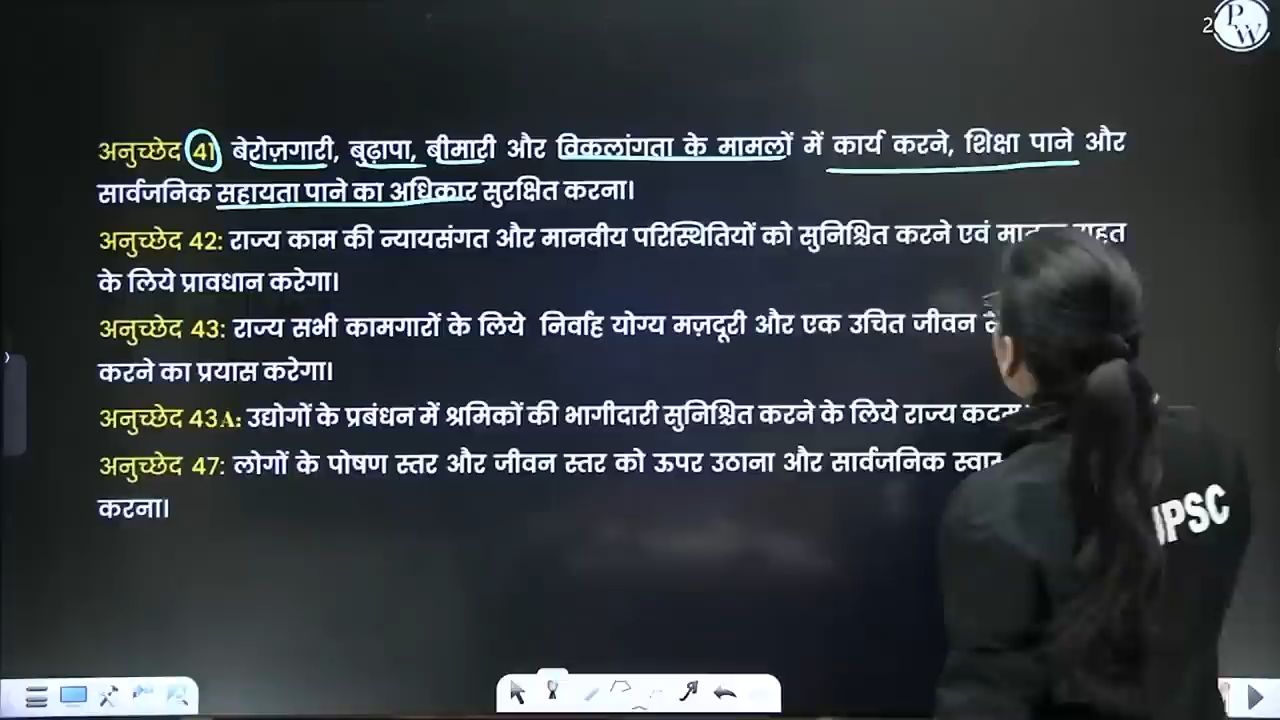 2
PW
अनुच्छेद 41 बेरोज़गारी, बुढ़ापा, बीमारी और विकलांगता के मामलों में कार्य करने, शिक्षा पाने और
सार्वजनिक सहायता पाने का अधिकार सुरक्षित करना।
अनुच्छेद 42: राज्य काम की न्यायसंगत और मानवीय परिस्थितियों को सुनिश्चित करने एवं
के लिये प्रावधान करेगा।
अनुच्छेद 43: राज्य सभी कामगारों के लिये निर्वाह योग्य मज़दूरी और एक उचित जीवन
करने का प्रयास करेगा।
अनुच्छेद 43A: उद्योगों के प्रबंधन में श्रमिकों की भागीदारी सुनिश्चित करने के लिये राज्य
अनुच्छेद 47: लोगों के पोषण स्तर और जीवन स्तर को ऊपर उठाना और सार्वजनिक
करना।
UPSC